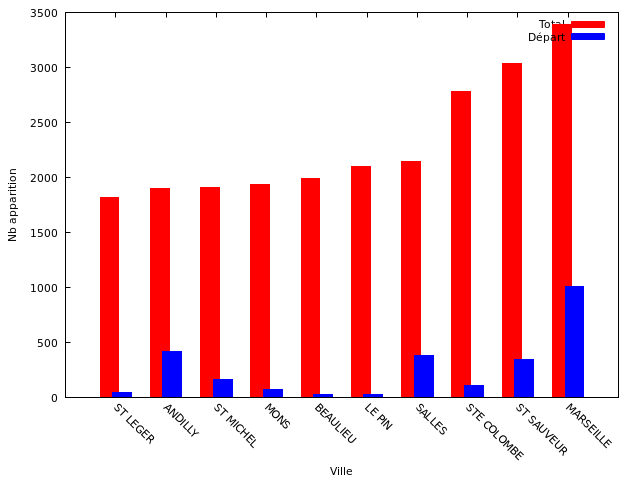 3500
3000
2500
2000
1500
1000
500
0
Nb apparition
Total
Départ
ST LEGER
ANDILLY
ST MICHEL
MONS
BEAULIEU
LE PIN
SALLES
STE COLOMBE
ST SAUVEUR
MARSEILLE
Ville